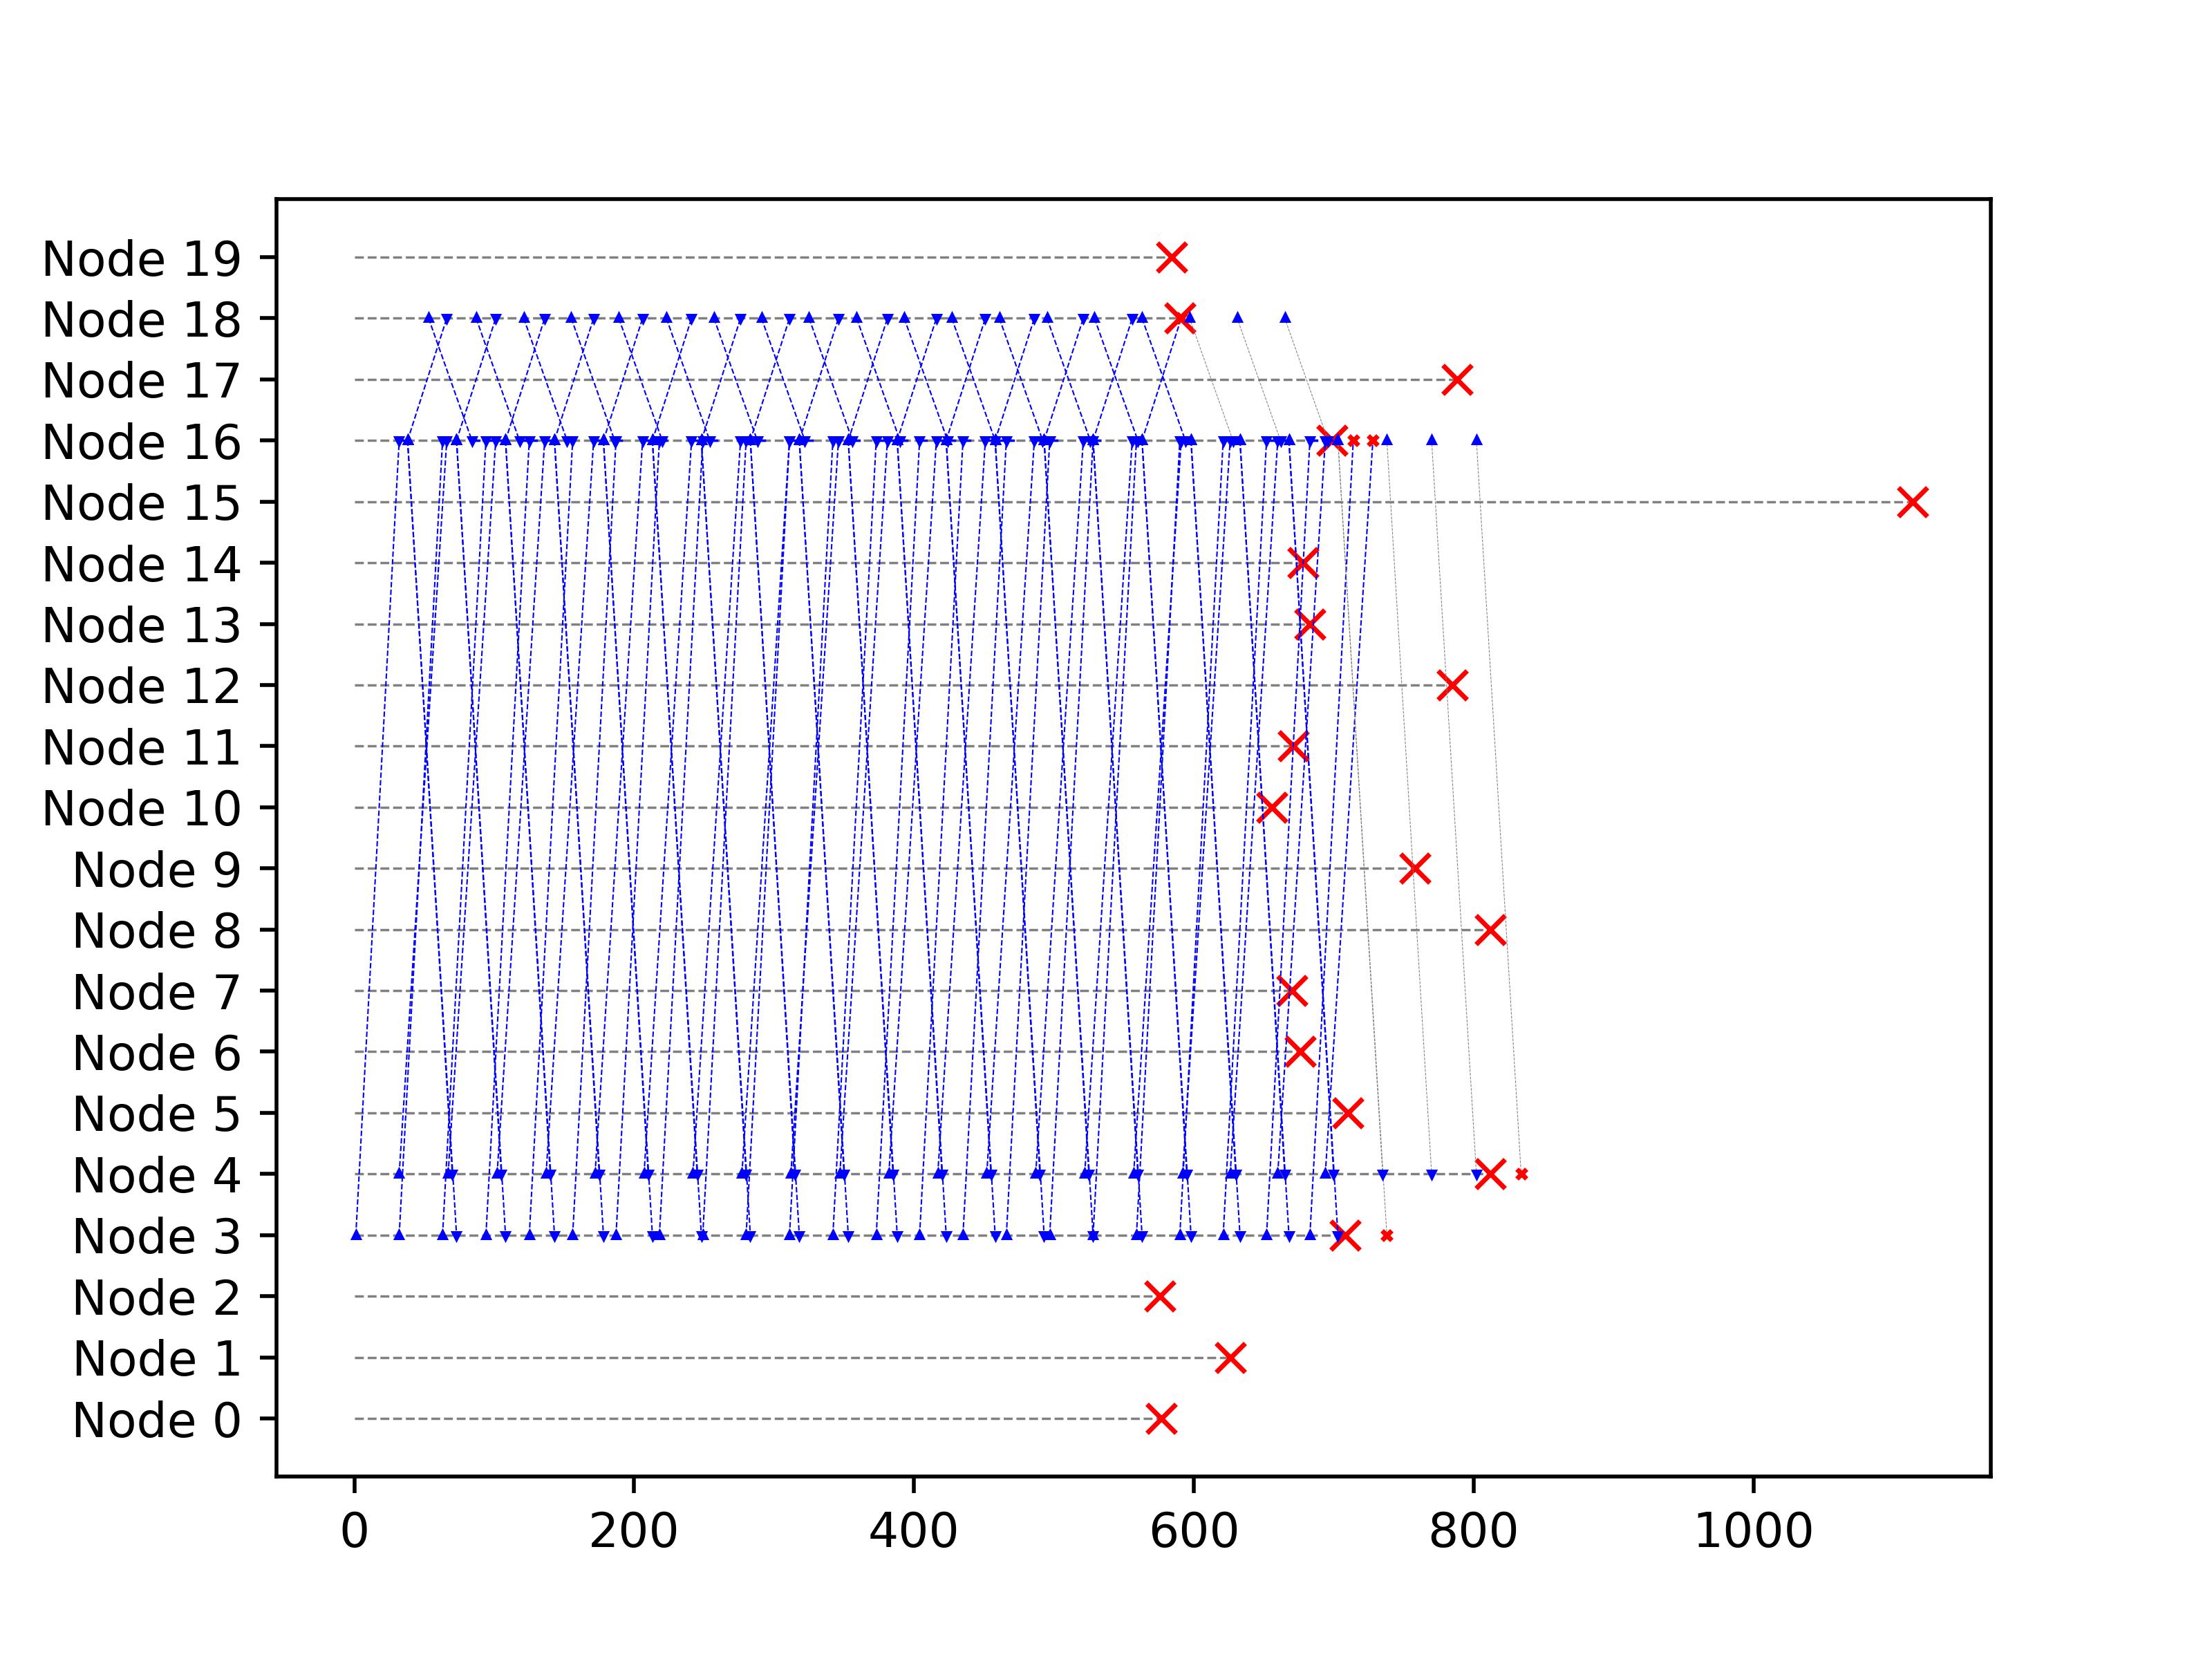 Node 19
Node 18
Node 17
Node 16
Node 15
Node 14
Node 13
Node 12
Node 11
Node 10
Node 9
Node 8
Node 7
Node 6
Node 5
Node 4
Node 3
Node 2
Node 1
Node 0
0 200 400 600 800 1000